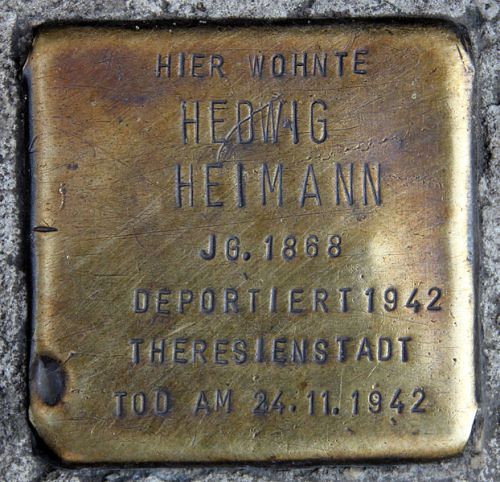 HIER WOHNTE
HEDWIG
HEIMANN
JG. 1868
DEPORTIERT 1942
THERESIENSTADT
TOD AM 24.11.1942